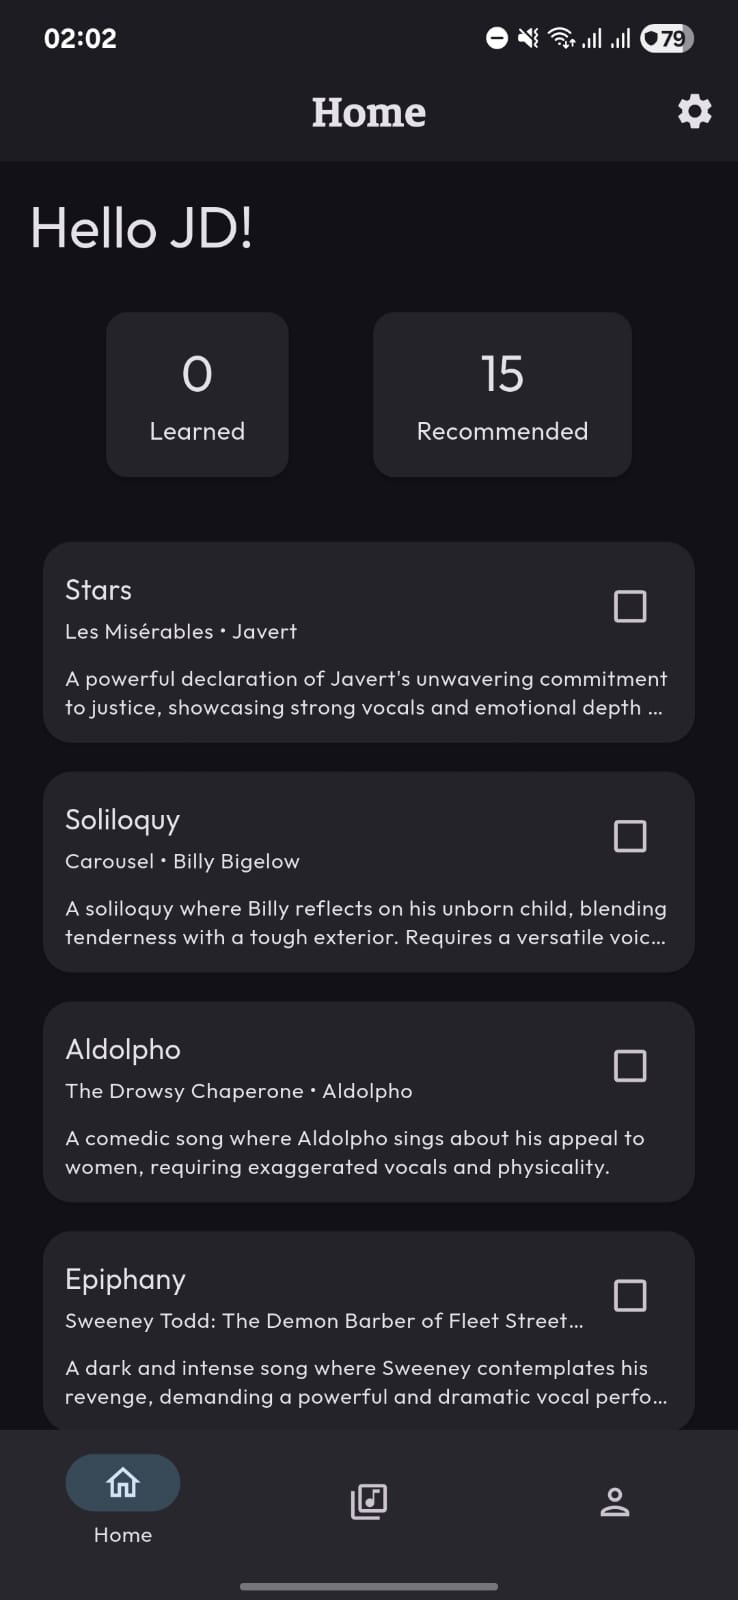 02:02
79
Home
Hello JD!
0
Learned
15
Recommended
Stars
Les Misérables • Javert
A powerful declaration of Javert's unwavering commitment
to justice, showcasing strong vocals and emotional depth ...
Soliloquy
Carousel • Billy Bigelow
A soliloquy where Billy reflects on his unborn child, blending
tenderness with a tough exterior. Requires a versatile voic...
Aldolpho
The Drowsy Chaperone • Aldolpho
A comedic song where Aldolpho sings about his appeal to
women, requiring exaggerated vocals and physicality.
Epiphany
Sweeney Todd: The Demon Barber of Fleet Street...
A dark and intense song where Sweeney contemplates his
revenge, demanding a powerful and dramatic vocal perfo...
Home